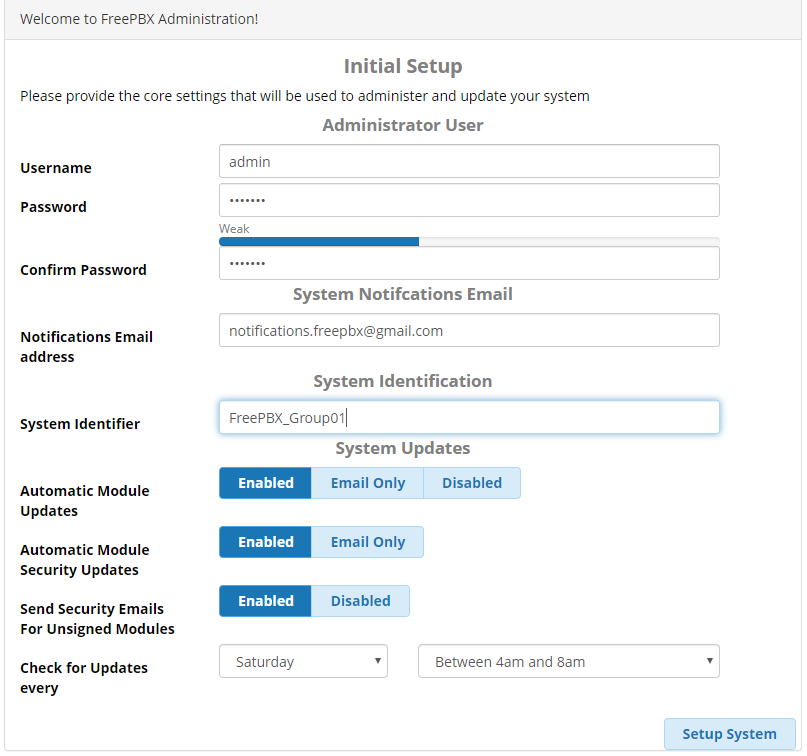 Welcome to FreePBX Administration!
Initial Setup
Please provide the core settings that will be used to administer and update your system
Administrator User
Username
admin
Password
•••••••
Weak
Confirm Password
•••••••
System Notifcations Email
Notifications Email
address
notifications.freepbx@gmail.com
System Identification
System Identifier
FreePBX_Group01
System Updates
Automatic Module
Updates
Enabled Email Only Disabled
Automatic Module
Security Updates
Enabled Email Only
Send Security Emails
For Unsigned Modules
Enabled Disabled
Check for Updates
every
Saturday Between 4am and 8am
Setup System